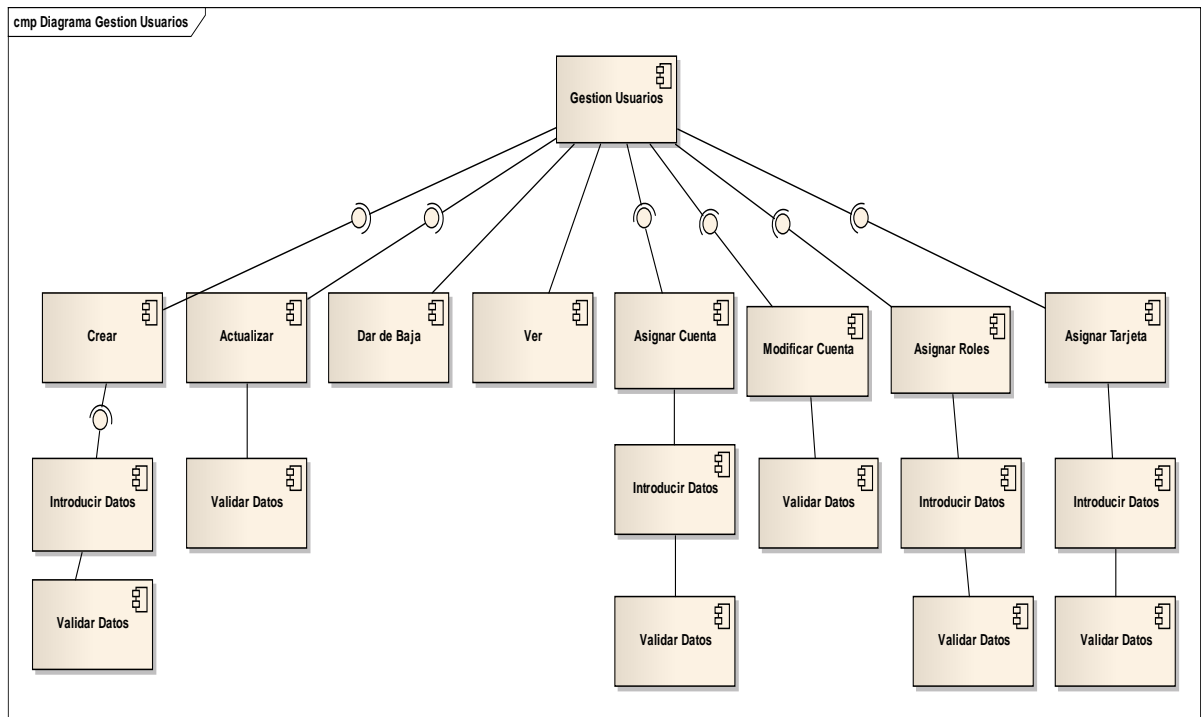 cmp Diagrama Gestion Usuarios
Gestion Usuarios
Crear
Actualizar
Dar de Baja
Ver
Asignar Cuenta
Modificar Cuenta
Asignar Roles
Asignar Tarjeta
Introducir Datos
Validar Datos
Introducir Datos
Validar Datos
Introducir Datos
Introducir Datos
Validar Datos
Validar Datos
Validar Datos
Validar Datos